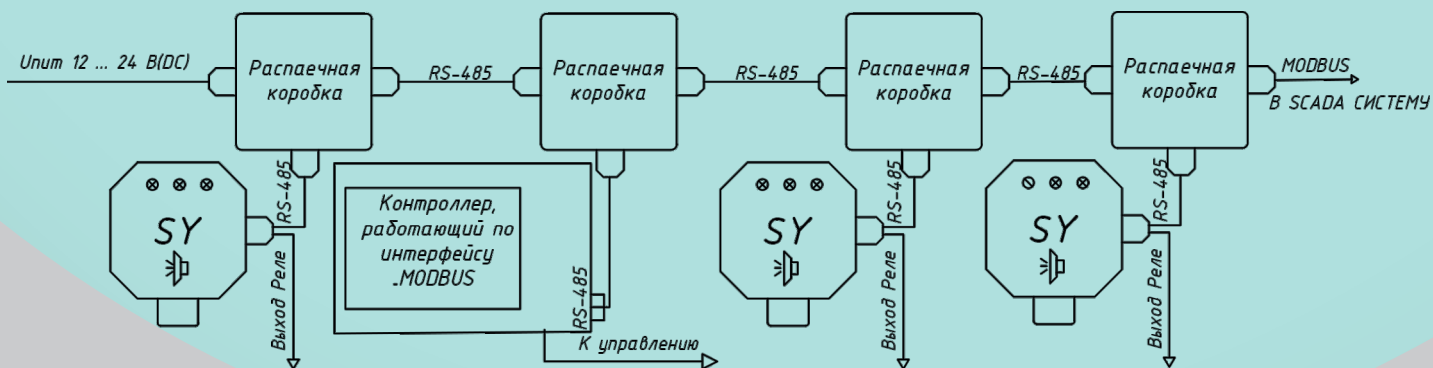 Uпит 12 ... 24 В(DC)
Распаечная
коробка
RS-485
Распаечная
коробка
RS-485
Распаечная
коробка
RS-485
Распаечная
коробка
MODBUS
В SCADA СИСТЕМУ
SY
RS-485
Выход Реле
Контроллер,
работающий по
интерфейсу
MODBUS
RS-485
К управлению
SY
RS-485
Выход Реле
SY
RS-485
Выход Реле